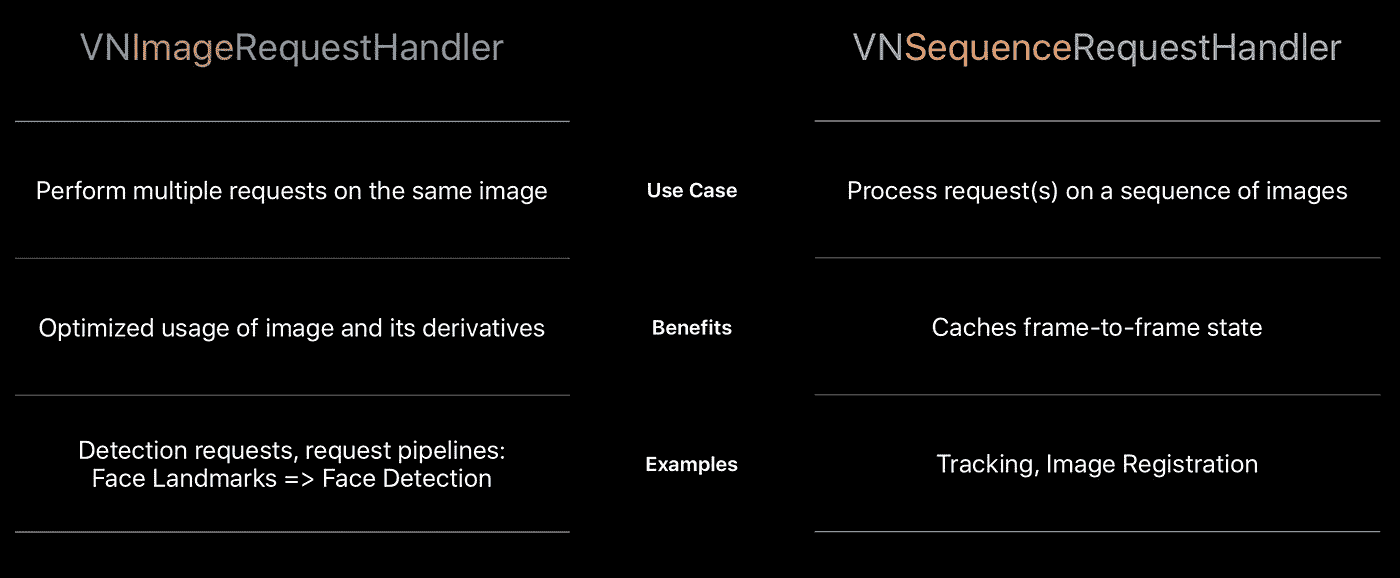 VNImageRequestHandler VNSequenceRequestHandler
Perform multiple requests on the same image Use Case Process request(s) on a sequence of images
Optimized usage of image and its derivatives Benefits Caches frame-to-frame state
Detection requests, request pipelines:
Face Landmarks => Face Detection Examples Tracking, Image Registration